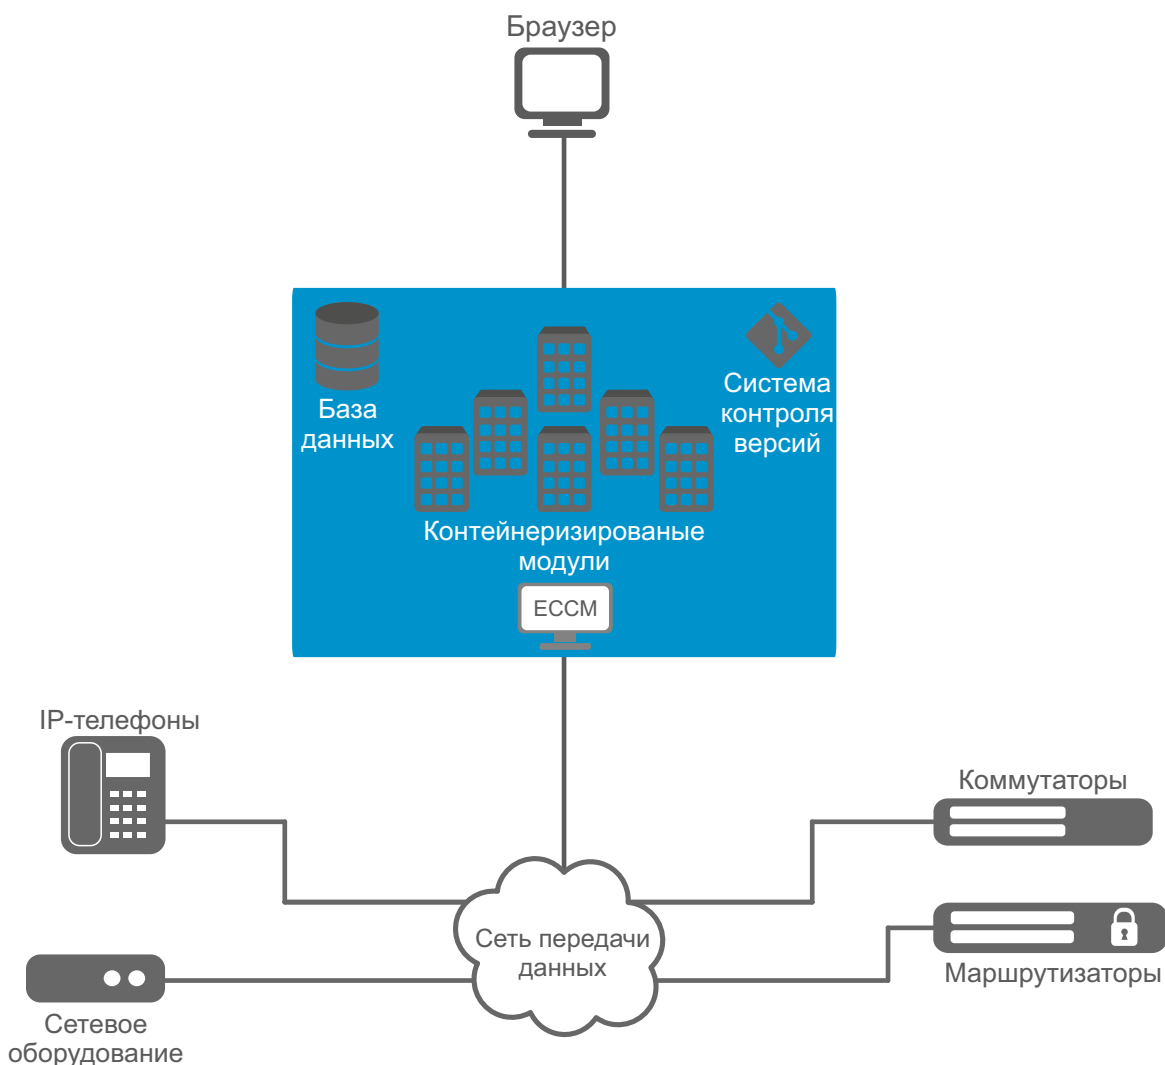 Браузер
База
данных
Система
контроля
версий
Контейнеризированые
модули
ECCM
IP-телефоны
Коммутаторы
Сеть передачи
данных
Маршрутизаторы
Сетевое
оборудование